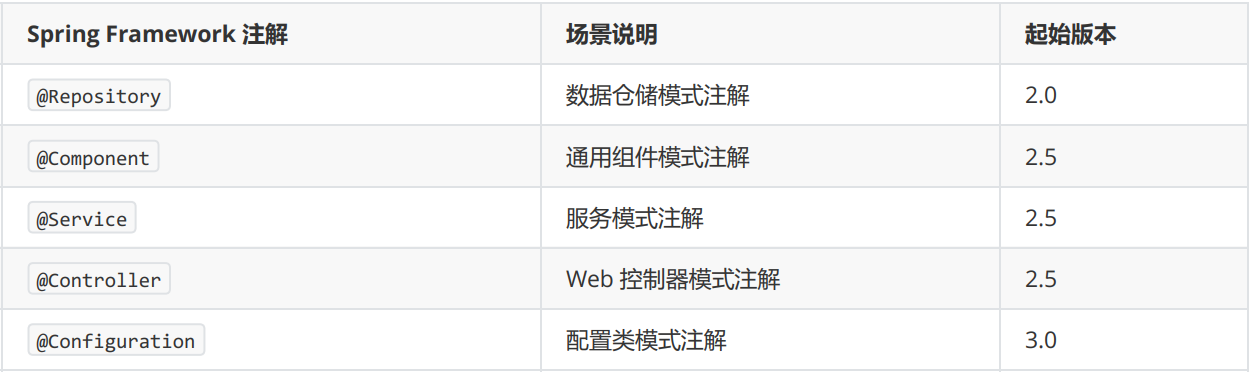 Spring Framework 注解 场景说明 起始版本
@Repository 数据仓储模式注解 2.0
@Component 通用组件模式注解 2.5
@Service 服务模式注解 2.5
@Controller Web 控制器模式注解 2.5
@Configuration 配置类模式注解 3.0